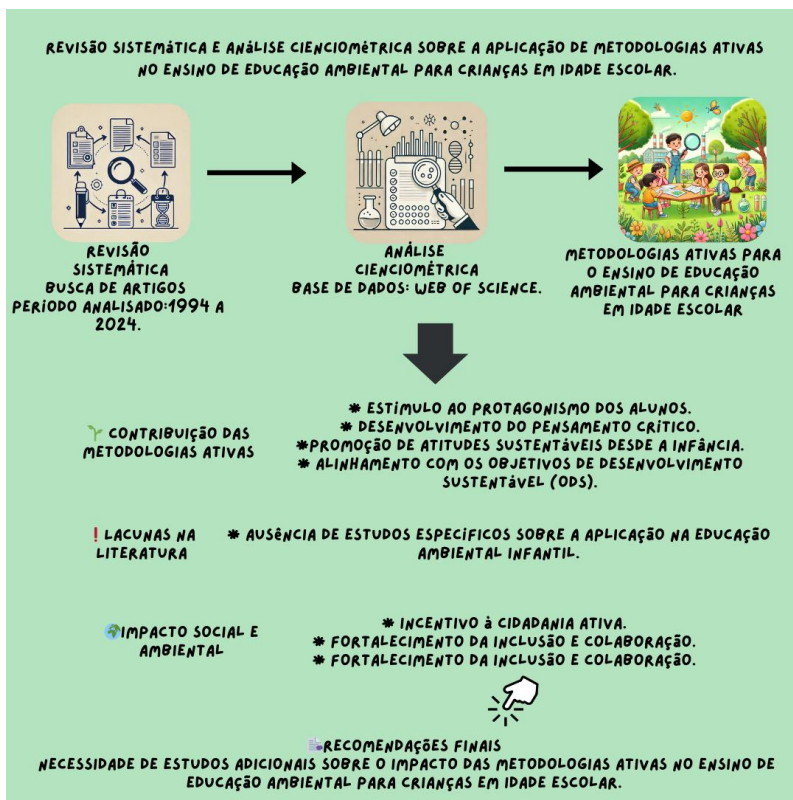 REVISÃO SISTEMÁTICA E ANÁLISE CIENCIOMÉTRICA SOBRE A APLICAÇÃO DE METODOLOGIAS ATIVAS
NO ENSINO DE EDUCAÇÃO AMBIENTAL PARA CRIANÇAS EM IDADE ESCOLAR.
REVISÃO
SISTEMÁTICA
BUSCA DE ARTIGOS
PERÍODO ANALISADO:1994 A
2024.
ANÁLISE
CIENCIOMÉTRICA
BASE DE DADOS: WEB OF SCIENCE.
METODOLOGIAS ATIVAS PARA
O ENSINO DE EDUCAÇÃO
AMBIENTAL PARA CRIANÇAS
EM IDADE ESCOLAR
🌱 CONTRIBUIÇÃO DAS
METODOLOGIAS ATIVAS
* ESTÍMULO AO PROTAGONISMO DOS ALUNOS.
* DESENVOLVIMENTO DO PENSAMENTO CRÍTICO.
*PROMOÇÃO DE ATITUDES SUSTENTÁVEIS DESDE A INFÂNCIA.
* ALINHAMENTO COM OS OBJETIVOS DE DESENVOLVIMENTO
SUSTENTÁVEL (ODS).
❗ LACUNAS NA
LITERATURA
* AUSÊNCIA DE ESTUDOS ESPECÍFICOS SOBRE A APLICAÇÃO NA EDUCAÇÃO
AMBIENTAL INFANTIL.
🌍IMPACTO SOCIAL E
AMBIENTAL
* INCENTIVO À CIDADANIA ATIVA.
* FORTALECIMENTO DA INCLUSÃO E COLABORAÇÃO.
* FORTALECIMENTO DA INCLUSÃO E COLABORAÇÃO.
RECOMENDAÇÕES FINAIS
NECESSIDADE DE ESTUDOS ADICIONAIS SOBRE O IMPACTO DAS METODOLOGIAS ATIVAS NO ENSINO DE
EDUCAÇÃO AMBIENTAL PARA CRIANÇAS EM IDADE ESCOLAR.